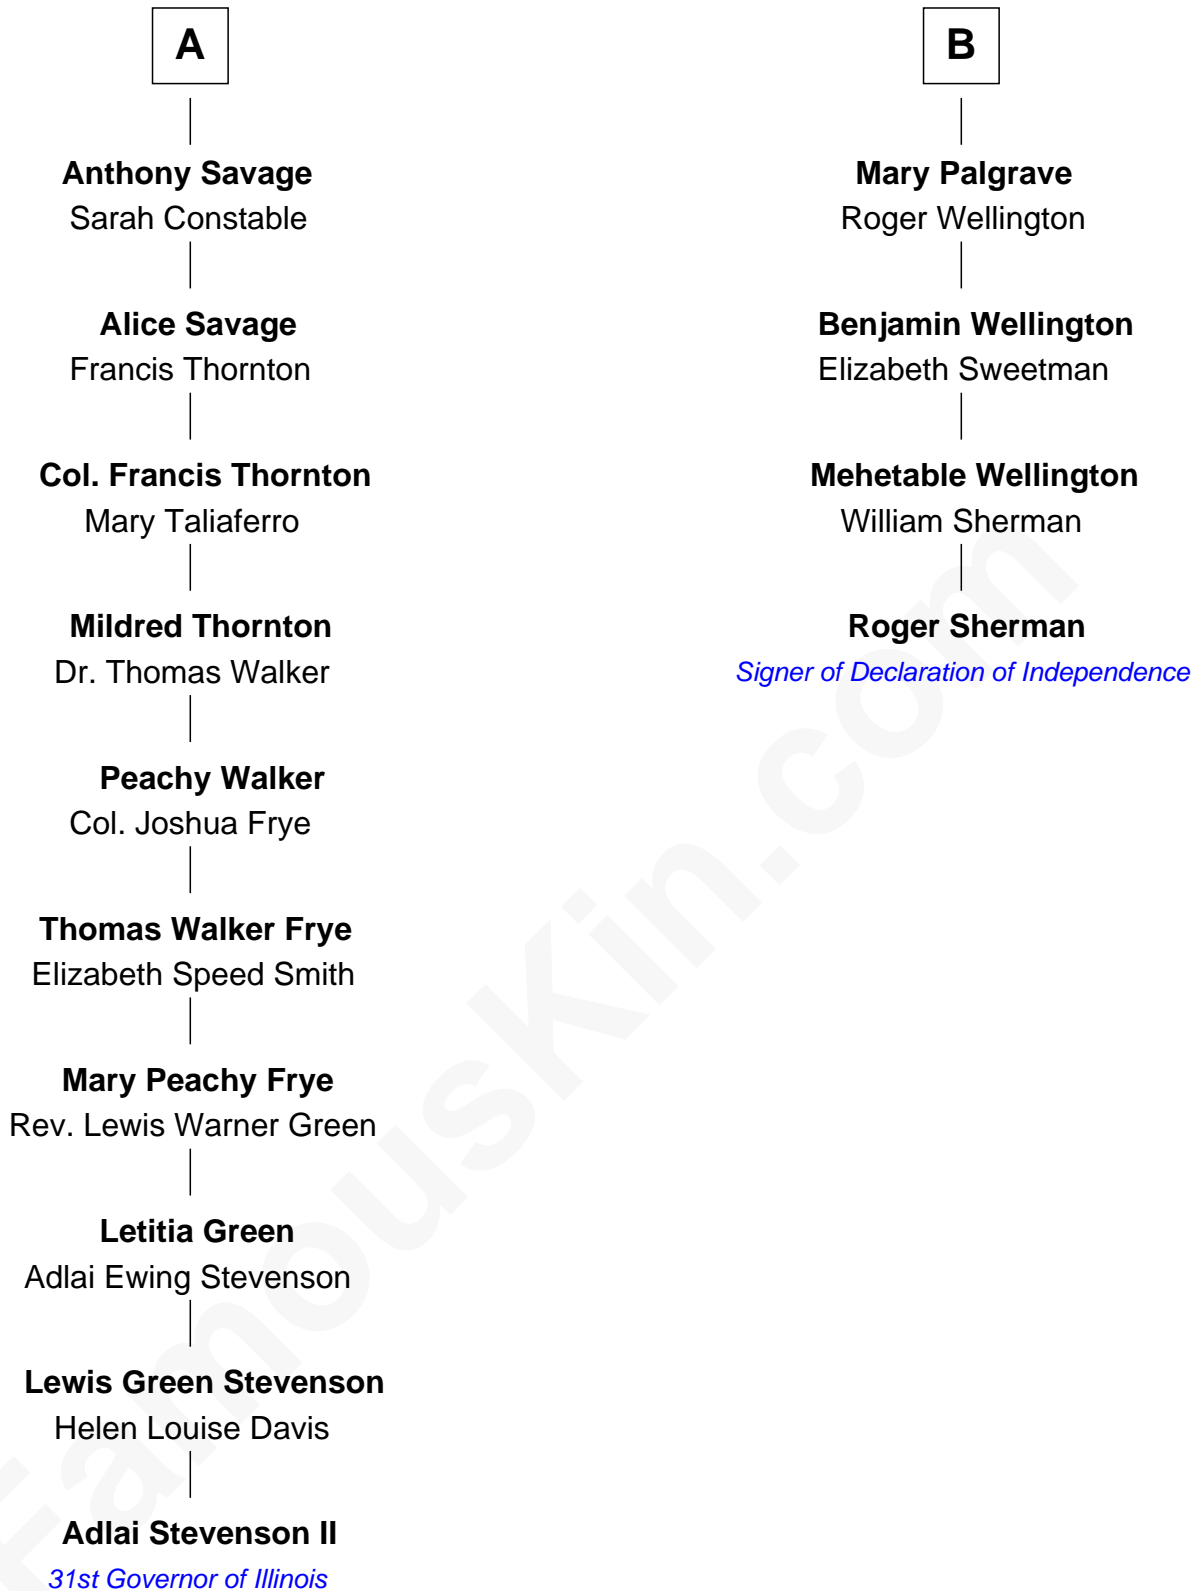 A
Anthony Savage
Sarah Constable
Alice Savage
Francis Thornton
Col. Francis Thornton
Mary Taliaferro
Mildred Thornton
Dr. Thomas Walker
Peachy Walker
Col. Joshua Frye
Thomas Walker Frye
Elizabeth Speed Smith
Mary Peachy Frye
Rev. Lewis Warner Green
Letitia Green
Adlai Ewing Stevenson
Lewis Green Stevenson
Helen Louise Davis
Adlai Stevenson II
31st Governor of Illinois
B
Mary Palgrave
Roger Wellington
Benjamin Wellington
Elizabeth Sweetman
Mehetable Wellington
William Sherman
Roger Sherman
Signer of Declaration of Independence
FamousKin.com